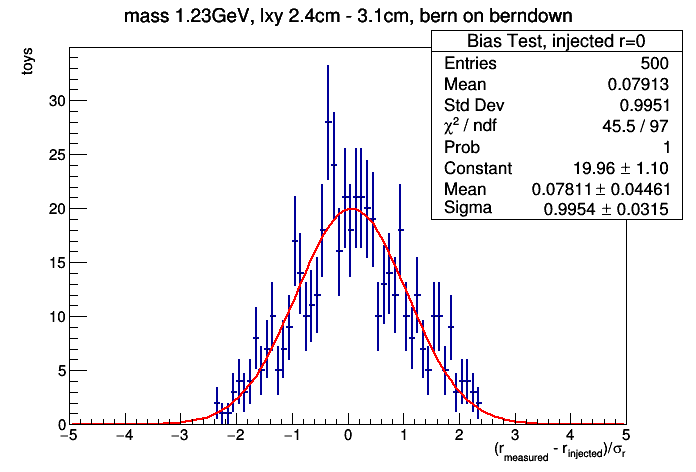 mass 1.23GeV, lxy 2.4cm - 3.1cm, bern on berndown
Bias Test, injected r=0
Entries 500
Mean 0.07913
Std Dev 0.9951
χ² / ndf 45.5 / 97
Prob 1
Constant 19.96 ± 1.10
Mean 0.07811 ± 0.04461
Sigma 0.9954 ± 0.0315
toys
30
25
20
15
10
5
0
−5 −4 −3 −2 −1 0 1 2 3 4 5
(r_measured - r_injected)/σ_r